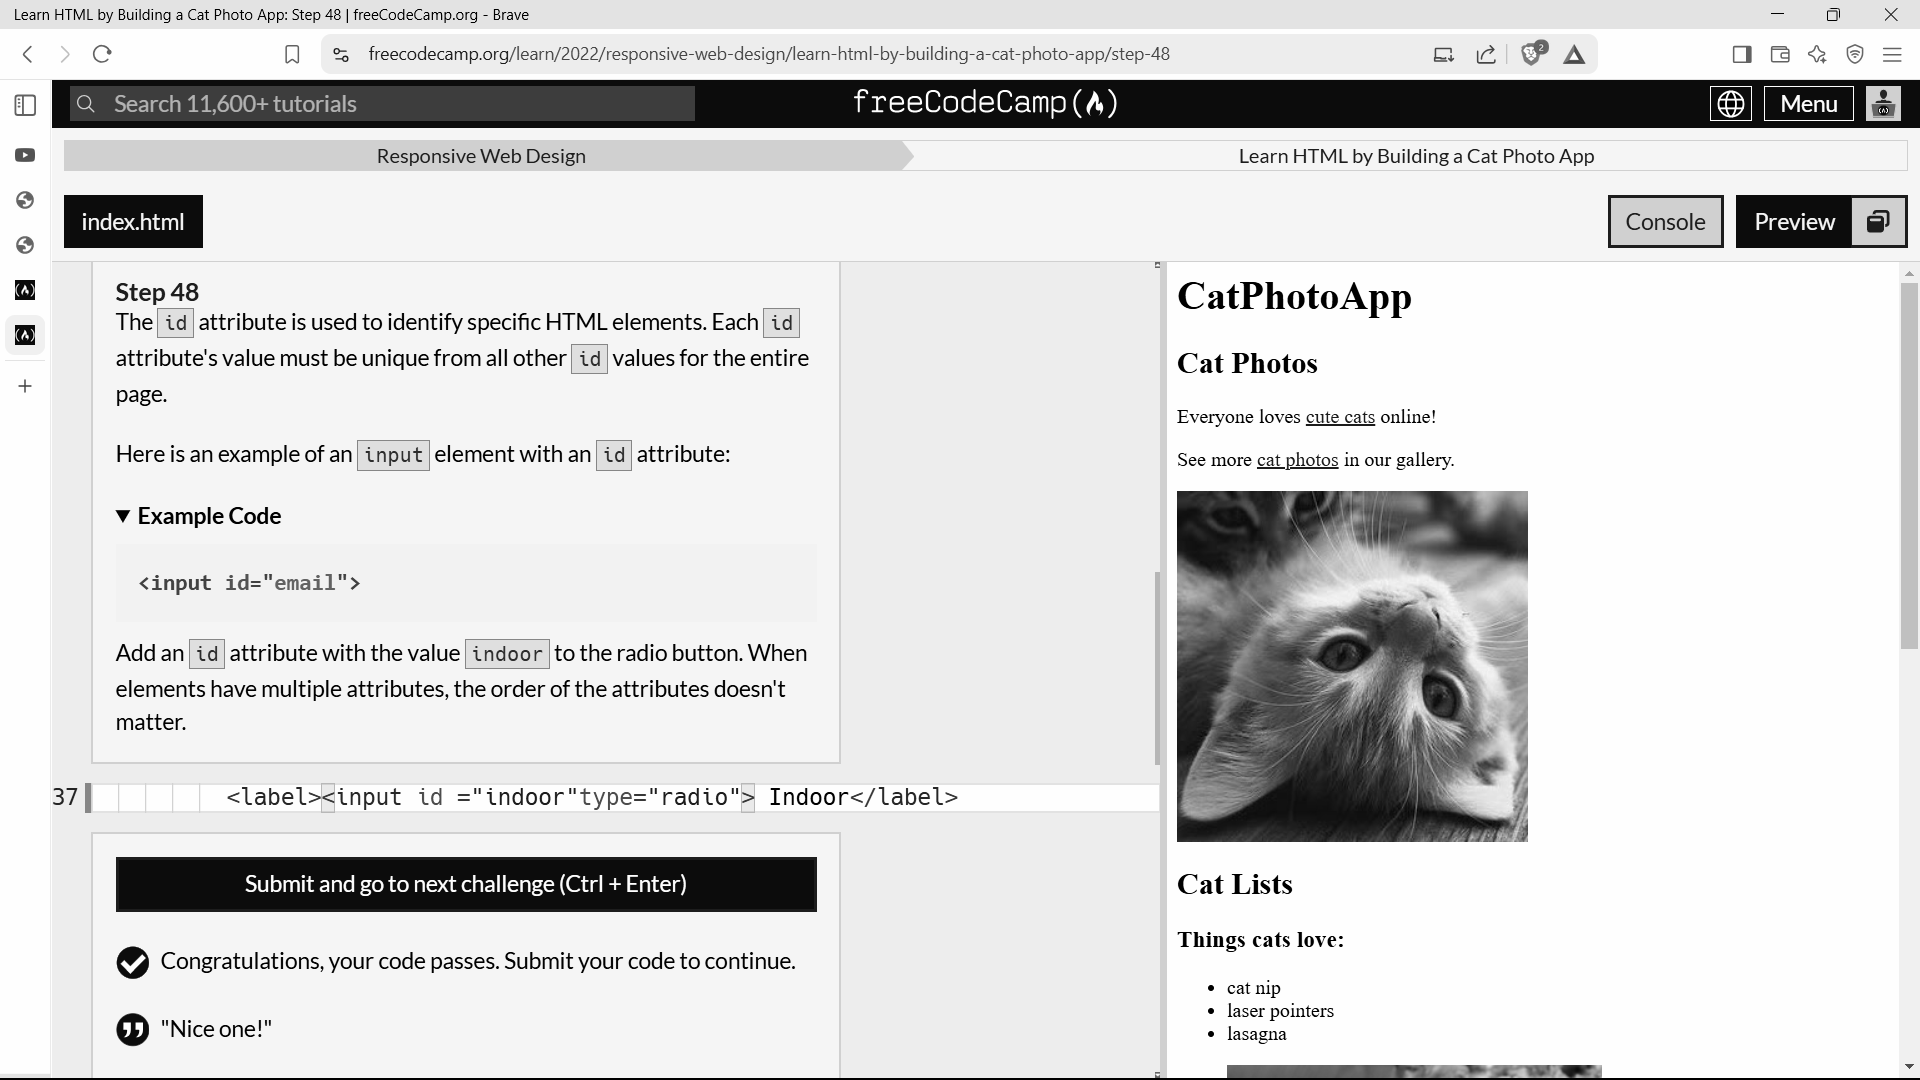 Learn HTML by Building a Cat Photo App: Step 48 | freeCodeCamp.org - Brave
freecodecamp.org/learn/2022/responsive-web-design/learn-html-by-building-a-cat-photo-app/step-48
2
Search 11,600+ tutorials
freeCodeCamp
Menu
Responsive Web Design
Learn HTML by Building a Cat Photo App
index.html
Console
Preview
Step 48
The id attribute is used to identify specific HTML elements. Each id
attribute's value must be unique from all other id values for the entire
page.
Here is an example of an input element with an id attribute:
Example Code
<input id="email">
Add an id attribute with the value indoor to the radio button. When
elements have multiple attributes, the order of the attributes doesn't
matter.
37 <label><input id ="indoor"type="radio"> Indoor</label>
Submit and go to next challenge (Ctrl + Enter)
Congratulations, your code passes. Submit your code to continue.
"Nice one!"
CatPhotoApp
Cat Photos
Everyone loves cute cats online!
See more cat photos in our gallery.
Cat Lists
Things cats love:
• cat nip
• laser pointers
• lasagna